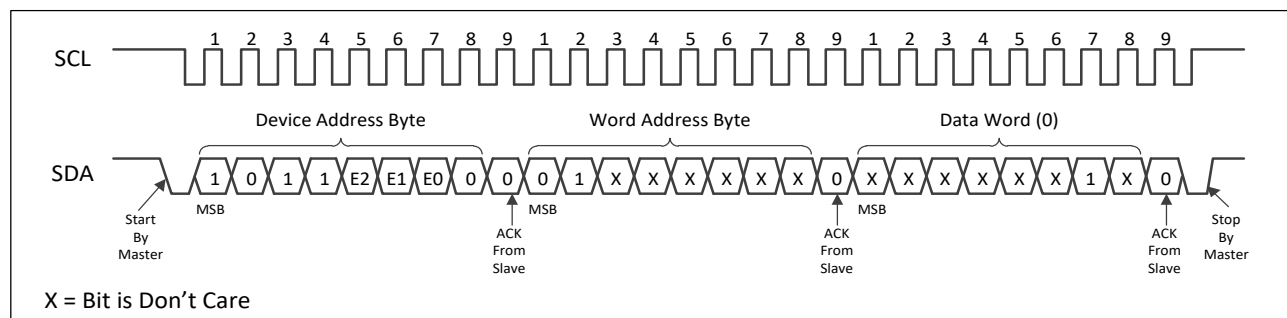 1 2 3 4 5 6 7 8 9 1 2 3 4 5 6 7 8 9 1 2 3 4 5 6 7 8 9
SCL
Device Address Byte
Word Address Byte
Data Word (0)
SDA
1 0 1 1 E2 E1 E0 0 0 0 1 X X X X X X 0 X X X X X X 1 X 0
MSB
MSB
MSB
Start
By
Master
ACK
From
Slave
ACK
From
Slave
ACK
From
Slave
Stop
By
Master
X = Bit is Don’t Care